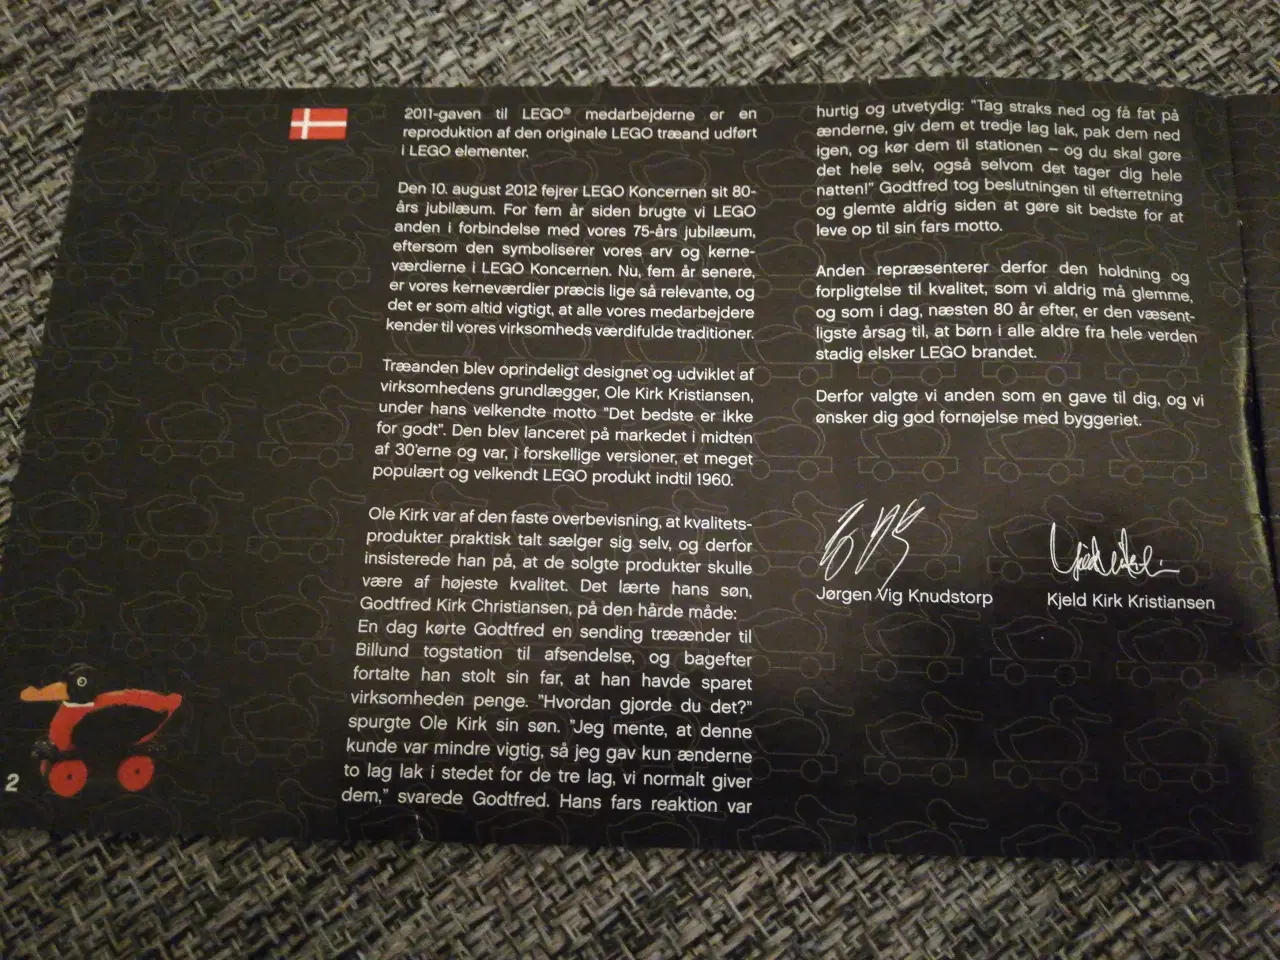 2011-gaven til LEGO® medarbejderne er en
reproduktion af den originale LEGO træand udført
i LEGO elementer.
Den 10. august 2012 fejrer LEGO Koncernen sit 80-
års jubilæum. For fem år siden brugte vi LEGO
anden i forbindelse med vores 75-års jubilæum,
eftersom den symboliserer vores arv og kerne-
værdierne i LEGO Koncernen. Nu, fem år senere,
er vores kerneværdier præcis lige så relevante, og
det er som altid vigtigt, at alle vores medarbejdere
kender til vores virksomheds værdifulde traditioner.
Træanden blev oprindeligt designet og udviklet af
virksomhedens grundlægger, Ole Kirk Kristiansen,
under hans velkendte motto "Det bedste er ikke
for godt". Den blev lanceret på markedet i midten
af 30'erne og var, i forskellige versioner, et meget
populært og velkendt LEGO produkt indtil 1960.
Ole Kirk var af den faste overbevisning, at kvalitets-
produkter praktisk talt sælger sig selv, og derfor
insisterede han på, at de solgte produkter skulle
være af højeste kvalitet. Det lærte hans søn,
Godtfred Kirk Christiansen, på den hårde måde:
En dag kørte Godtfred en sending træænder til
Billund togstation til afsendelse, og bagefter
fortalte han stolt sin far, at han havde sparet
virksomheden penge. "Hvordan gjorde du det?"
spurgte Ole Kirk sin søn. "Jeg mente, at denne
kunde var mindre vigtig, så jeg gav kun ænderne
to lag lak i stedet for de tre lag, vi normalt giver
dem," svarede Godtfred. Hans fars reaktion var
hurtig og utvetydig: "Tag straks ned og få fat på
ænderne, giv dem et tredje lag lak, pak dem ned
igen, og kør dem til stationen – og du skal gøre
det hele selv, også selvom det tager dig hele
natten!" Godtfred tog beslutningen til efterretning
og glemte aldrig siden at gøre sit bedste for at
leve op til sin fars motto.
Anden repræsenterer derfor den holdning og
forpligtelse til kvalitet, som vi aldrig må glemme,
og som i dag, næsten 80 år efter, er den væsent-
ligste årsag til, at børn i alle aldre fra hele verden
stadig elsker LEGO brandet.
Derfor valgte vi anden som en gave til dig, og vi
ønsker dig god fornøjelse med byggeriet.
Jørgen Vig Knudstorp
Kjeld Kirk Kristiansen
2